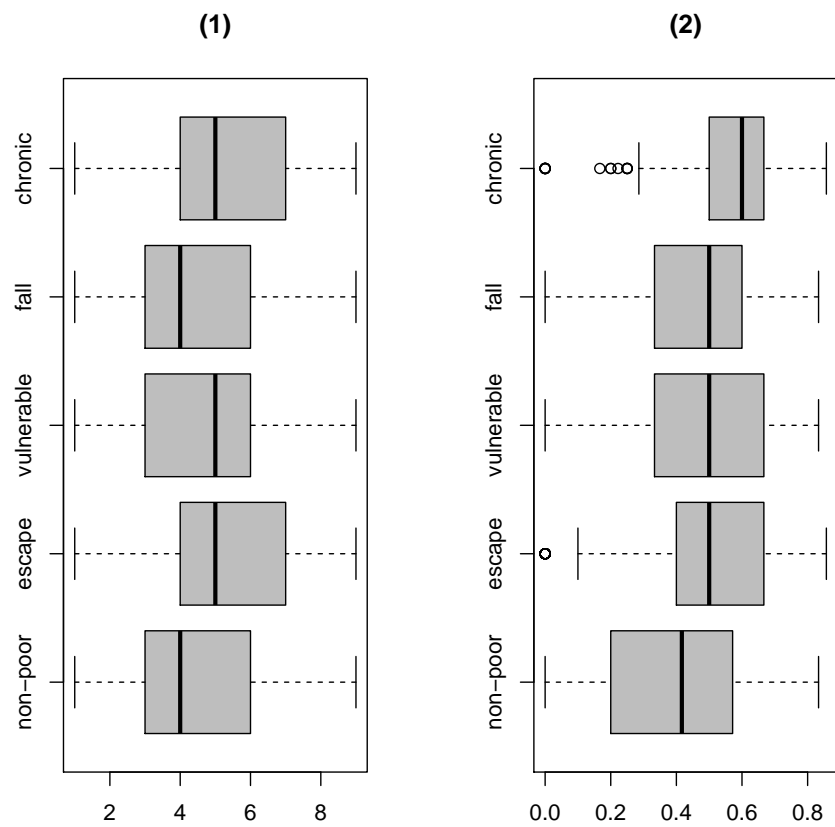 (1)
chronic
fall
vulnerable
escape
non−poor
2 4 6 8
(2)
chronic
fall
vulnerable
escape
non−poor
0.0 0.2 0.4 0.6 0.8